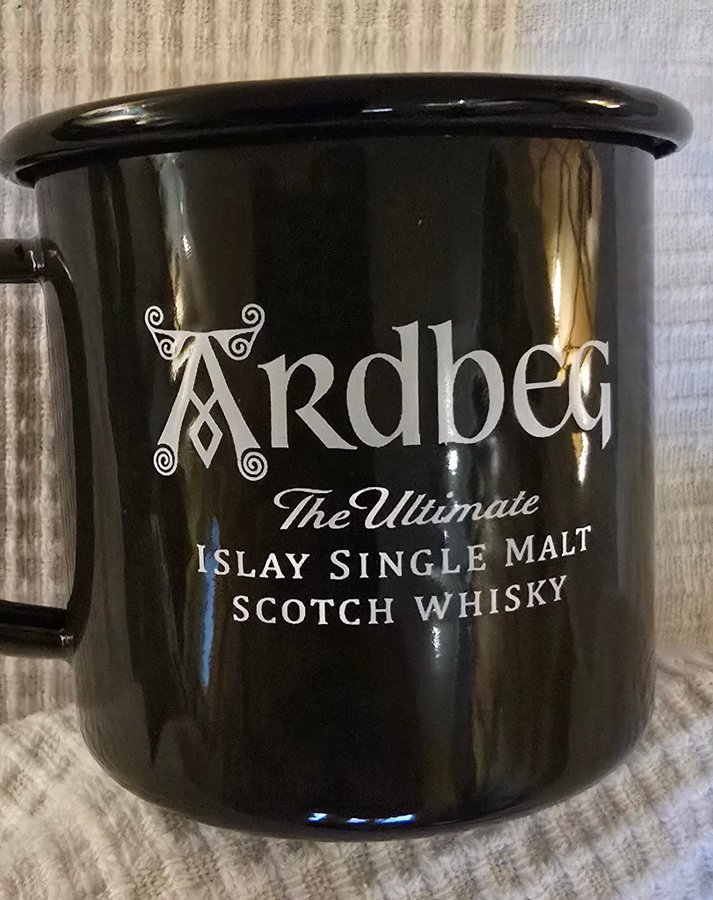 Ardbeg
The Ultimate
ISLAY SINGLE MALT
SCOTCH WHISKY